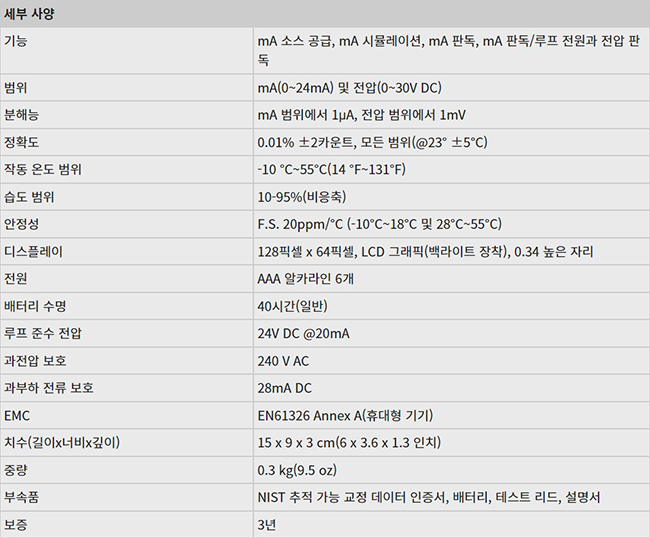 세부 사양
기능
mA 소스 공급, mA 시뮬레이션, mA 판독, mA 판독/루프 전원과 전압 판
독
범위
mA(0~24mA) 및 전압(0~30V DC)
분해능
mA 범위에서 1μA, 전압 범위에서 1mV
정확도
0.01% ±2카운트, 모든 범위(@23° ±5°C)
작동 온도 범위
-10 °C~55°C(14 °F~131°F)
습도 범위
10-95%(비응축)
안정성
F.S. 20ppm/°C (-10°C~18°C 및 28°C~55°C)
디스플레이
128픽셀 x 64픽셀, LCD 그래픽(백라이트 장착), 0.34 높은 자리
전원
AAA 알카라인 6개
배터리 수명
40시간(일반)
루프 준수 전압
24V DC @20mA
과전압 보호
240 V AC
과부하 전류 보호
28mA DC
EMC
EN61326 Annex A(휴대형 기기)
치수(길이x너비x깊이)
15 x 9 x 3 cm(6 x 3.6 x 1.3 인치)
중량
0.3 kg(9.5 oz)
부속품
NIST 추적 가능 교정 데이터 인증서, 배터리, 테스트 리드, 설명서
보증
3년